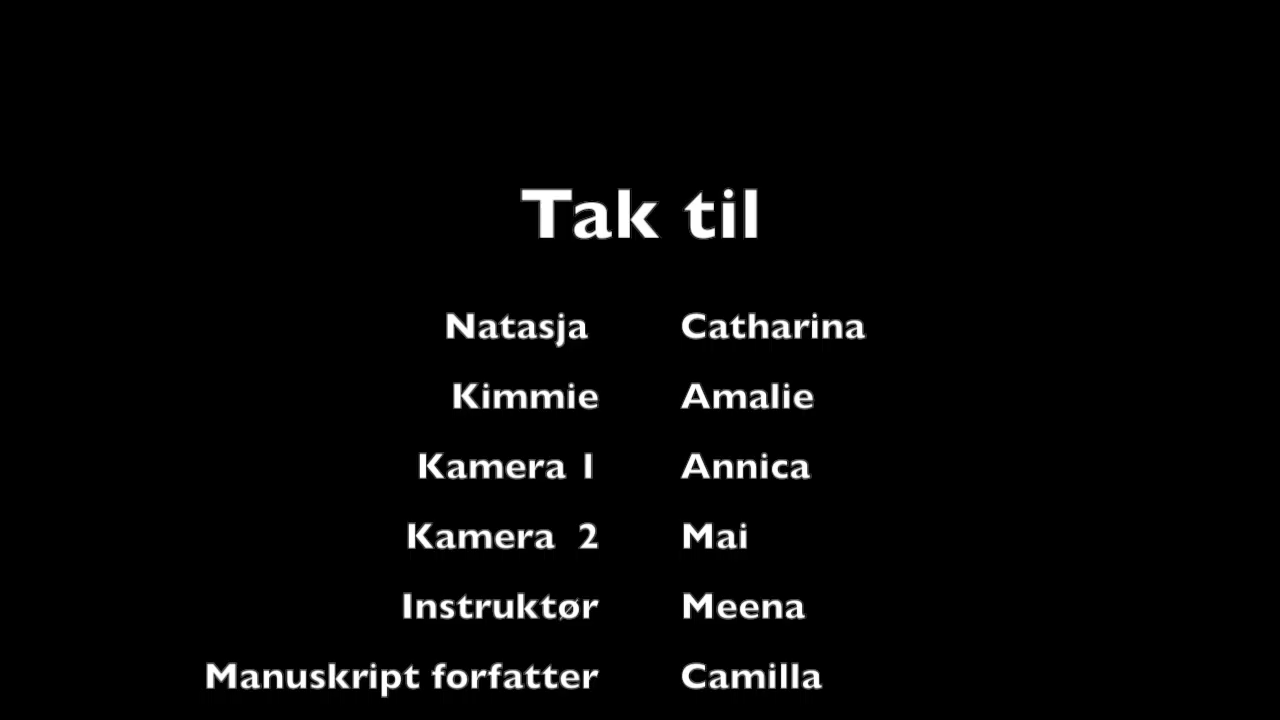 Tak til
Natasja Catharina
Kimmie Amalie
Kamera 1 Annica
Kamera 2 Mai
Instruktør Meena
Manuskript forfatter Camilla